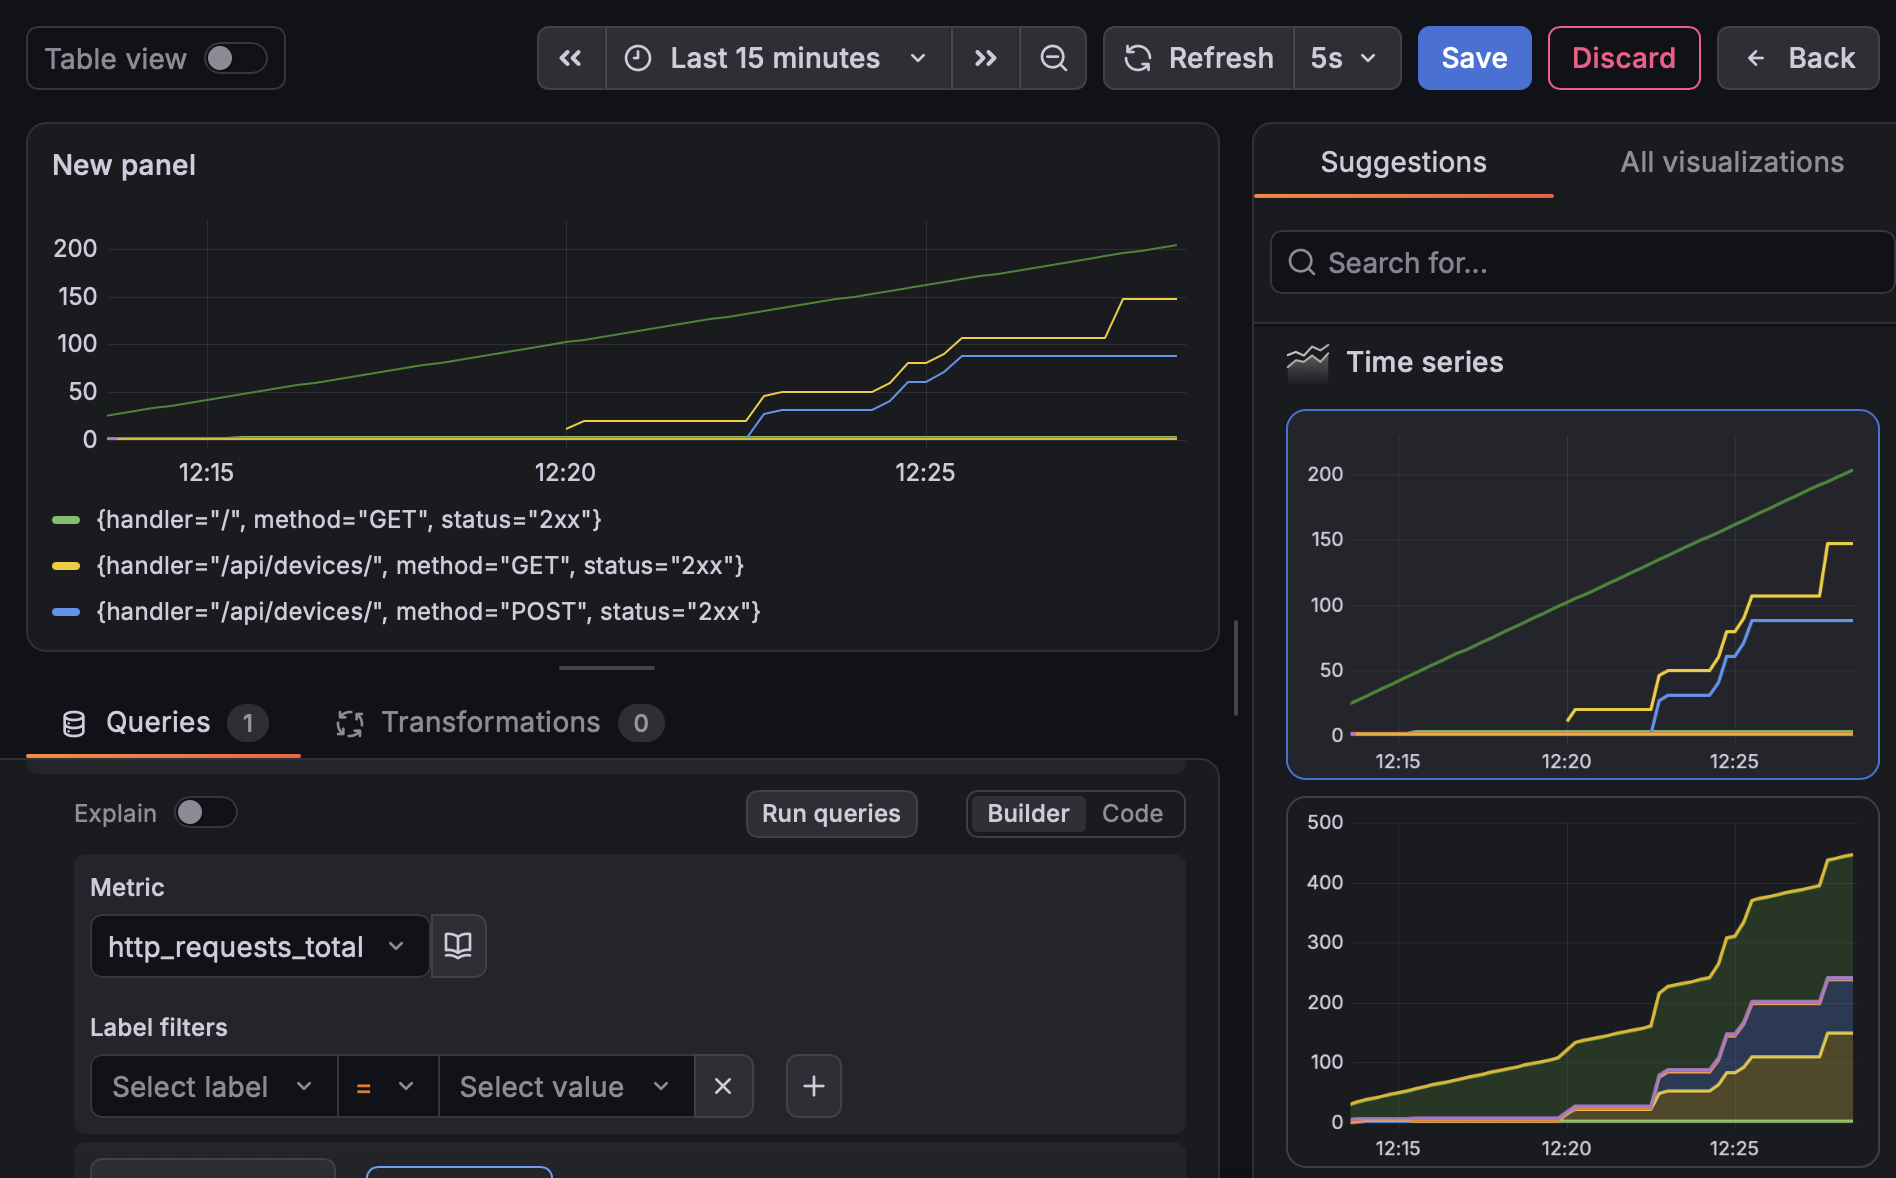 Table view
Last 15 minutes
Refresh
5s
Save
Discard
Back
New panel
200
150
100
50
0
12:15 12:20 12:25
{handler="/", method="GET", status="2xx"}
{handler="/api/devices/", method="GET", status="2xx"}
{handler="/api/devices/", method="POST", status="2xx"}
Queries 1
Transformations 0
Explain
Run queries
Builder Code
Metric
http_requests_total
Label filters
Select label = Select value
Suggestions
All visualizations
Search for...
Time series
200
150
100
50
0
12:15 12:20 12:25
500
400
300
200
100
0
12:15 12:20 12:25